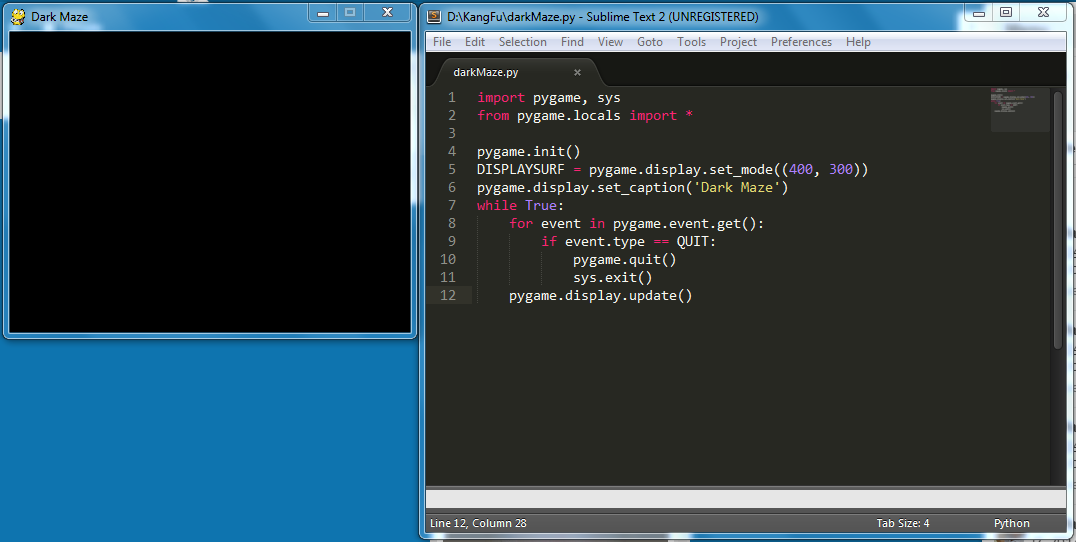 Dark Maze
D:\KangFu\darkMaze.py - Sublime Text 2 (UNREGISTERED)
File Edit Selection Find View Goto Tools Project Preferences Help
darkMaze.py ×
1 import pygame, sys
2 from pygame.locals import *
3
4 pygame.init()
5 DISPLAYSURF = pygame.display.set_mode((400, 300))
6 pygame.display.set_caption('Dark Maze')
7 while True:
8     for event in pygame.event.get():
9         if event.type == QUIT:
10             pygame.quit()
11             sys.exit()
12     pygame.display.update()
Line 12, Column 28 Tab Size: 4 Python